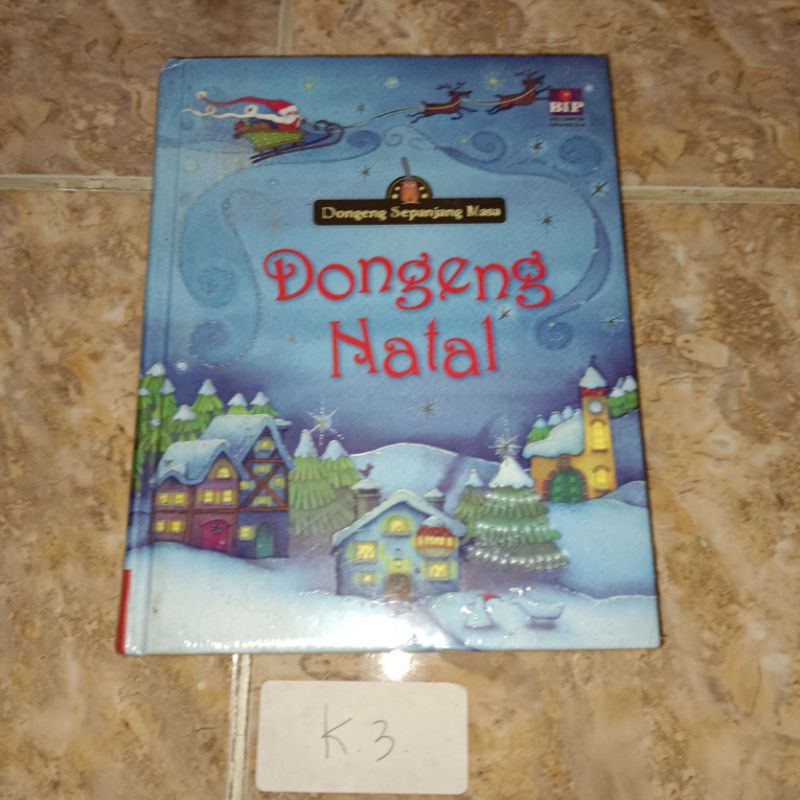 BIP
Dongeng Sepanjang Masa
Dongeng
Natal
K.3.